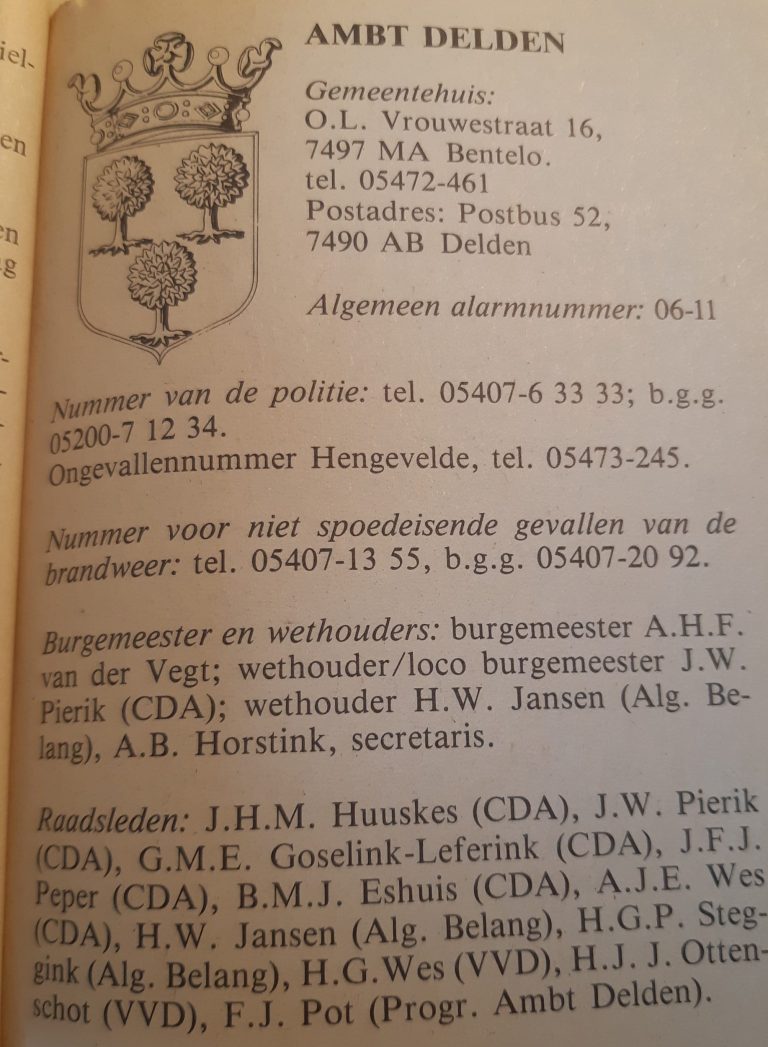 iel-
en
en
g
AMBT DELDEN
Gemeentehuis:
O.L. Vrouwestraat 16,
7497 MA Bentelo.
tel. 05472-461
Postadres: Postbus 52,
7490 AB Delden
Algemeen alarmnummer: 06-11
Nummer van de politie: tel. 05407-6 33 33; b.g.g.
05200-7 12 34.
Ongevallennummer Hengevelde, tel. 05473-245.
Nummer voor niet spoedeisende gevallen van de
brandweer: tel. 05407-13 55, b.g.g. 05407-20 92.
Burgemeester en wethouders: burgemeester A.H.F.
van der Vegt; wethouder/loco burgemeester J.W.
Pierik (CDA); wethouder H.W. Jansen (Alg. Be-
lang), A.B. Horstink, secretaris.
Raadsleden: J.H.M. Huuskes (CDA), J.W. Pierik
(CDA), G.M.E. Goselink-Leferink (CDA), J.F.J.
Peper (CDA), B.M.J. Eshuis (CDA), A.J.E. Wes
(CDA), H.W. Jansen (Alg. Belang), H.G.P. Steg-
gink (Alg. Belang), H.G.Wes (VVD), H.J. J. Otten-
schot (VVD), F.J. Pot (Progr. Ambt Delden).